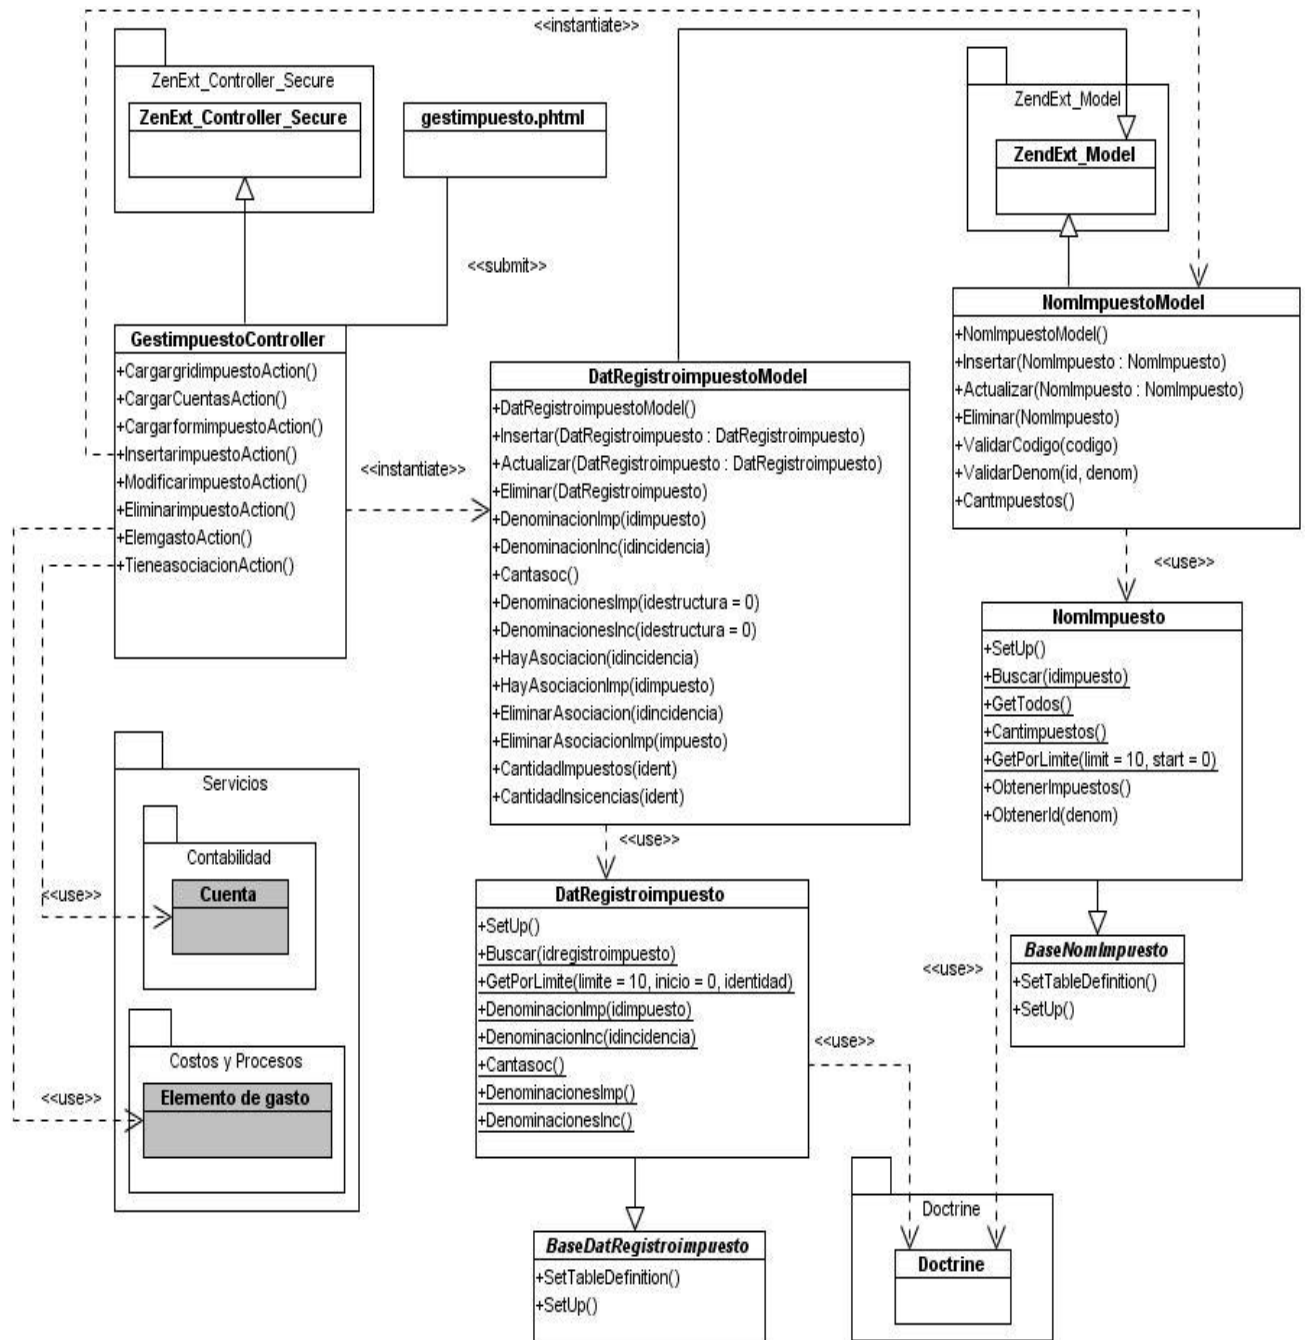 <<instantiate>>
ZenExt_Controller_Secure
ZenExt_Controller_Secure
gestimpuesto.phtml
ZendExt_Model
ZendExt_Model
<<submit>>
GestimpuestoController
+CargargridimpuestoAction()
+CargarCuentasAction()
+CargarformimpuestoAction()
+InsertarimpuestoAction()
+ModificarimpuestoAction()
+EliminarimpuestoAction()
+ElemgastoAction()
+TieneasociacionAction()
<<instantiate>>
DatRegistroimpuestoModel
+DatRegistroimpuestoModel()
+Insertar(DatRegistroimpuesto : DatRegistroimpuesto)
+Actualizar(DatRegistroimpuesto : DatRegistroimpuesto)
+Eliminar(DatRegistroimpuesto)
+DenominacionImp(idimpuesto)
+DenominacionInc(idincidencia)
+Cantasoc()
+DenominacionesImp(idestructura = 0)
+DenominacionesInc(idestructura = 0)
+HayAsociacion(idincidencia)
+HayAsociacionImp(idimpuesto)
+EliminarAsociacion(idincidencia)
+EliminarAsociacionImp(impuesto)
+CantidadImpuestos(ident)
+CantidadInsicencias(ident)
NomImpuestoModel
+NomImpuestoModel()
+Insertar(NomImpuesto : NomImpuesto)
+Actualizar(NomImpuesto : NomImpuesto)
+Eliminar(NomImpuesto)
+ValidarCodigo(codigo)
+ValidarDenom(id, denom)
+Cantmpuestos()
<<use>>
NomImpuesto
+SetUp()
+Buscar(idimpuesto)
+GetTodos()
+Cantimpuestos()
+GetPorLimite(limit = 10, start = 0)
+ObtenerImpuestos()
+ObtenerId(denom)
Servicios
Contabilidad
Cuenta
<<use>>
Costos y Procesos
Elemento de gasto
<<use>>
<<use>>
DatRegistroimpuesto
+SetUp()
+Buscar(idregistroimpuesto)
+GetPorLimite(limite = 10, inicio = 0, identidad)
+DenominacionImp(idimpuesto)
+DenominacionInc(idincidencia)
+Cantasoc()
+DenominacionesImp()
+DenominacionesInc()
<<use>>
<<use>>
BaseNomImpuesto
+SetTableDefinition()
+SetUp()
BaseDatRegistroimpuesto
+SetTableDefinition()
+SetUp()
Doctrine
Doctrine